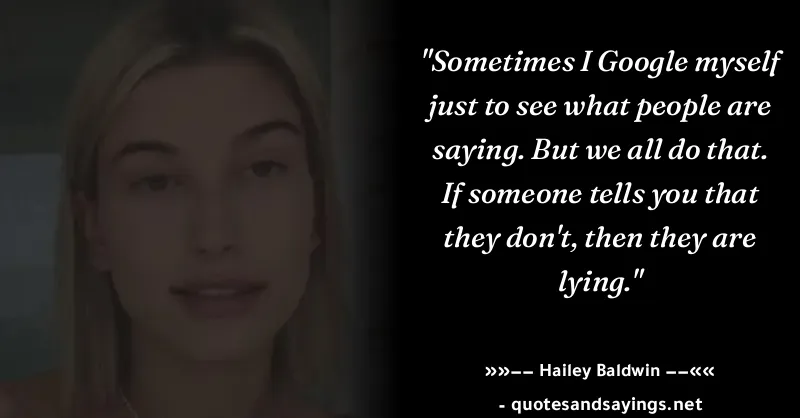 "Sometimes I Google myself
just to see what people are
saying. But we all do that.
If someone tells you that
they don't, then they are
lying."
»»–– Hailey Baldwin ––««
- quotesandsayings.net